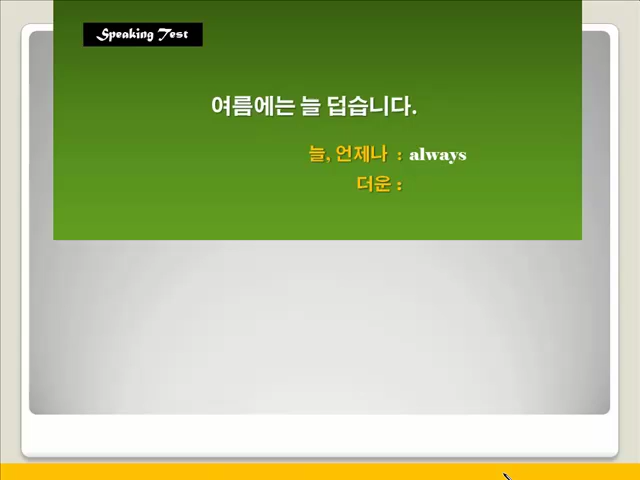 Speaking Test
여름에는 늘 덥습니다.
늘, 언제나 : always
더운 :